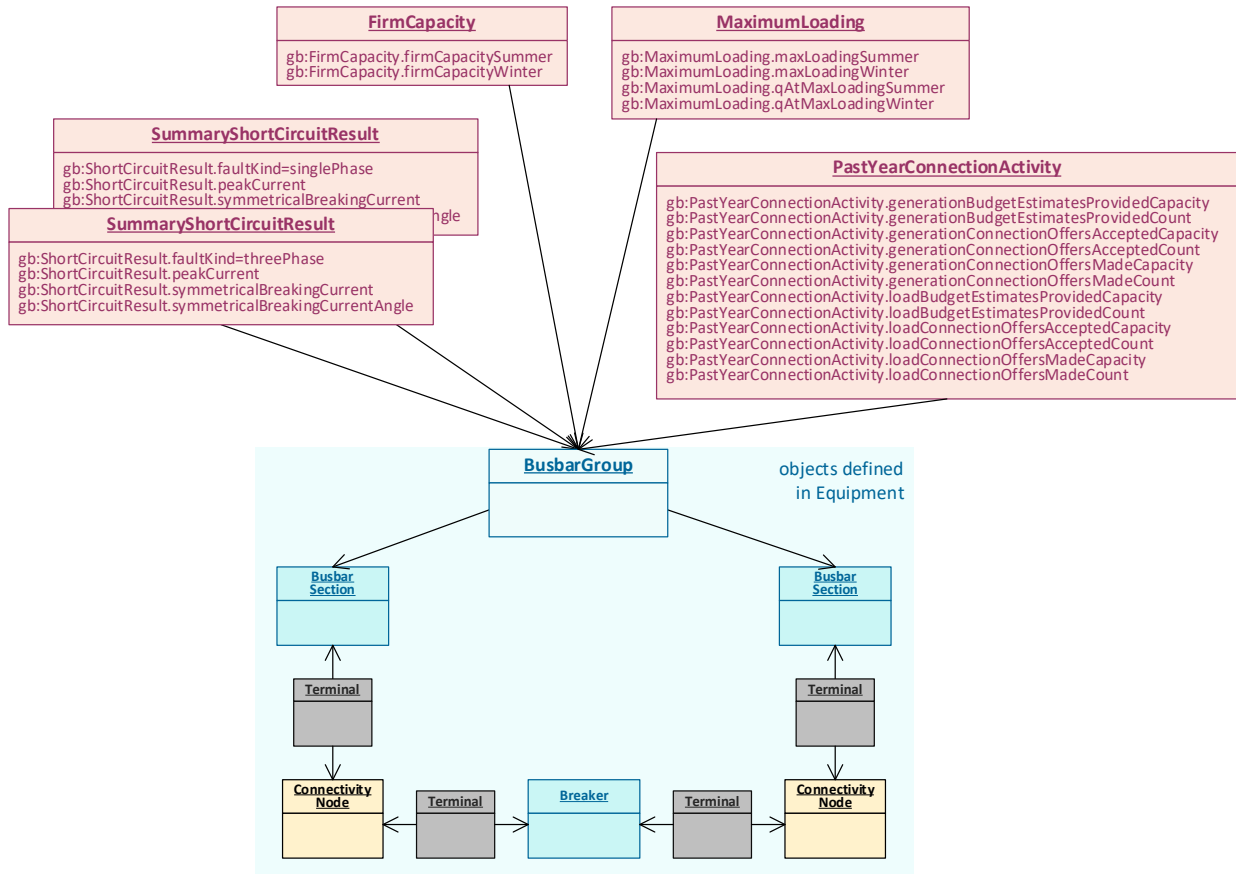 FirmCapacity
gb:FirmCapacity.firmCapacitySummer
gb:FirmCapacity.firmCapacityWinter
MaximumLoading
gb:MaximumLoading.maxLoadingSummer
gb:MaximumLoading.maxLoadingWinter
gb:MaximumLoading.qAtMaxLoadingSummer
gb:MaximumLoading.qAtMaxLoadingWinter
SummaryShortCircuitResult
gb:ShortCircuitResult.faultKind=singlePhase
gb:ShortCircuitResult.peakCurrent
gb:ShortCircuitResult.symmetricalBreakingCurrent
ngle
SummaryShortCircuitResult
gb:ShortCircuitResult.faultKind=threePhase
gb:ShortCircuitResult.peakCurrent
gb:ShortCircuitResult.symmetricalBreakingCurrent
gb:ShortCircuitResult.symmetricalBreakingCurrentAngle
PastYearConnectionActivity
gb:PastYearConnectionActivity.generationBudgetEstimatesProvidedCapacity
gb:PastYearConnectionActivity.generationBudgetEstimatesProvidedCount
gb:PastYearConnectionActivity.generationConnectionOffersAcceptedCapacity
gb:PastYearConnectionActivity.generationConnectionOffersAcceptedCount
gb:PastYearConnectionActivity.generationConnectionOffersMadeCapacity
gb:PastYearConnectionActivity.generationConnectionOffersMadeCount
gb:PastYearConnectionActivity.loadBudgetEstimatesProvidedCapacity
gb:PastYearConnectionActivity.loadBudgetEstimatesProvidedCount
gb:PastYearConnectionActivity.loadConnectionOffersAcceptedCapacity
gb:PastYearConnectionActivity.loadConnectionOffersAcceptedCount
gb:PastYearConnectionActivity.loadConnectionOffersMadeCapacity
gb:PastYearConnectionActivity.loadConnectionOffersMadeCount
BusbarGroup
objects defined
in Equipment
Busbar
Section
Busbar
Section
Terminal
Terminal
Connectivity
Node
Terminal
Breaker
Terminal
Connectivity
Node